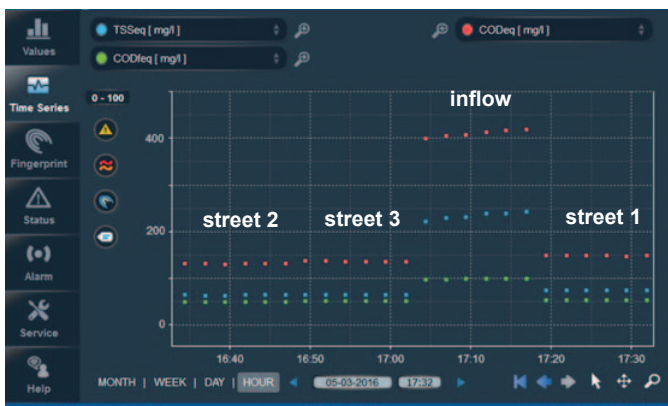 TSSeq [ mg/l ]
CODeq [ mg/l ]
CODfeq [ mg/l ]
Values
Time Series
Fingerprint
Status
Alarm
Service
Help
0 - 100
inflow
400
street 2
street 3
street 1
200
0
16:40
16:50
17:00
17:10
17:20
17:30
MONTH | WEEK | DAY | HOUR
05-03-2016
17:32